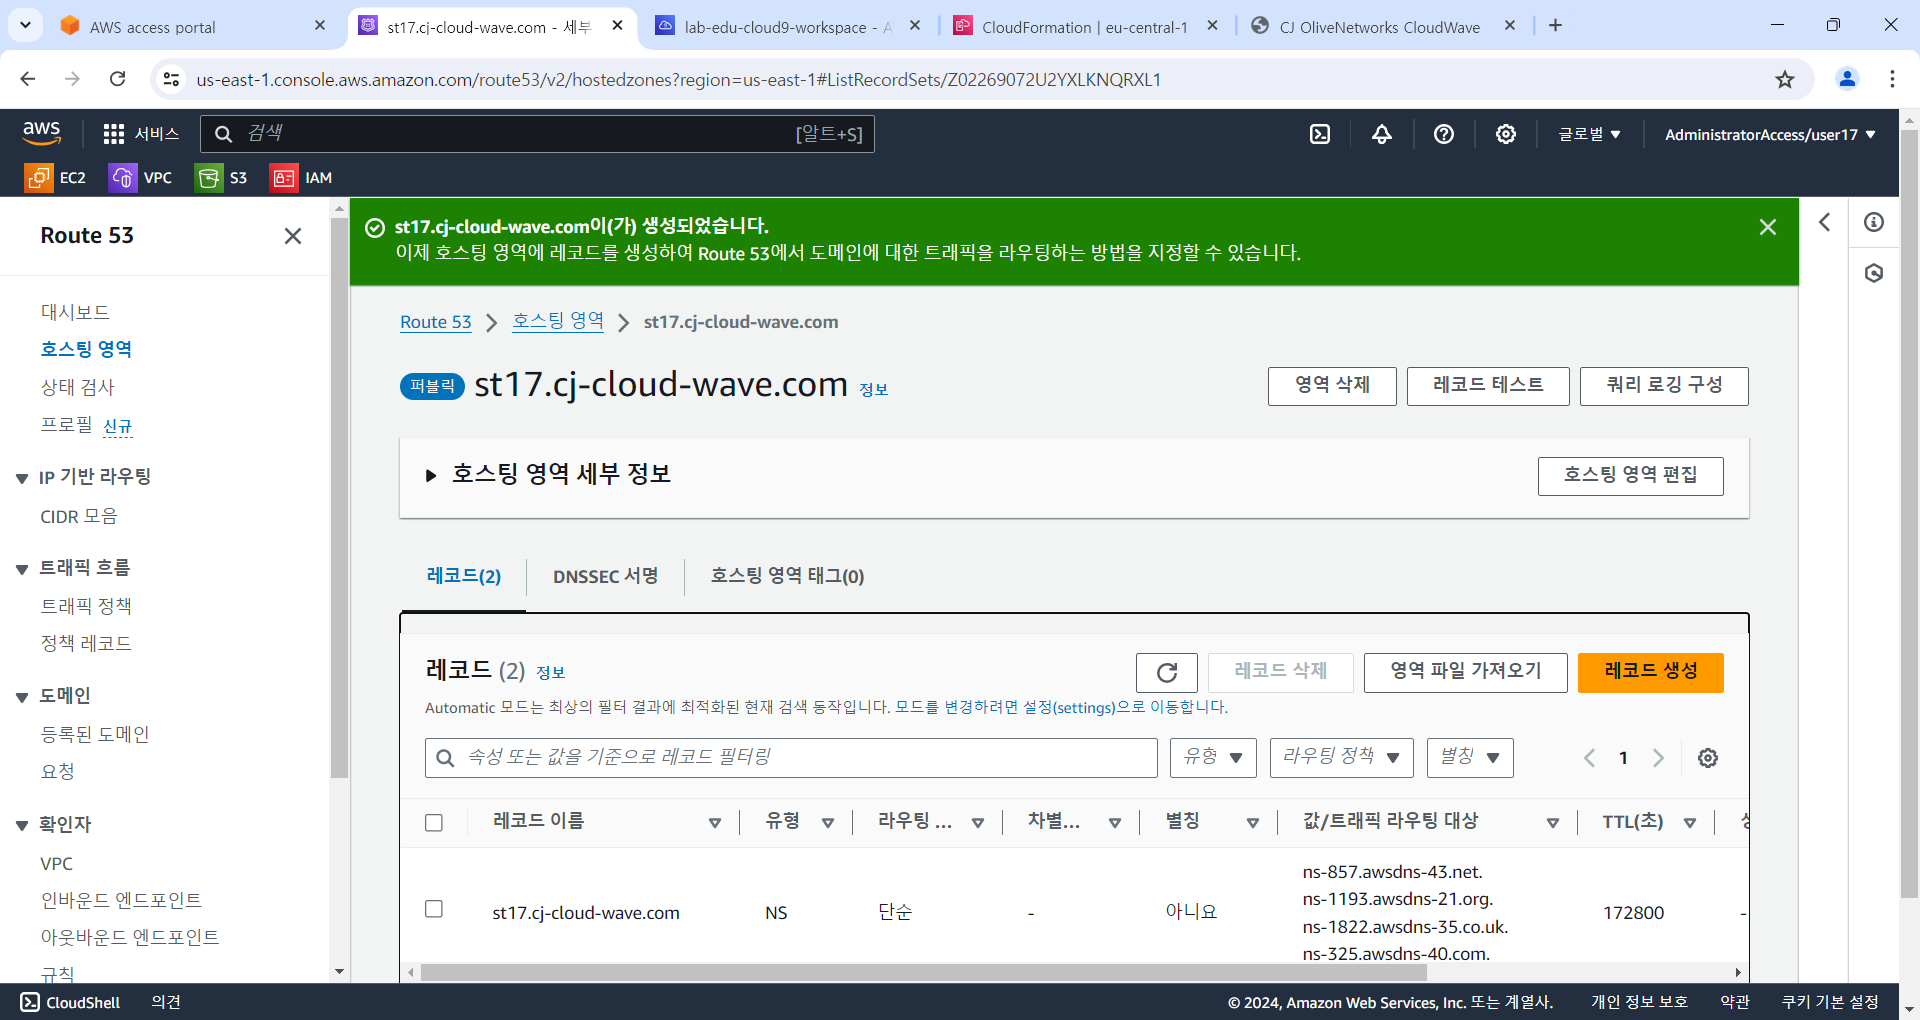 AWS access portal
st17.cj-cloud-wave.com - 세부
lab-edu-cloud9-workspace - A
CloudFormation | eu-central-1
CJ OliveNetworks CloudWave
us-east-1.console.aws.amazon.com/route53/v2/hostedzones?region=us-east-1#ListRecordSets/Z02269072U2YXLKNQRXL1
aws
서비스
검색
[알트+S]
글로벌
AdministratorAccess/user17
EC2
VPC
S3
IAM
Route 53
대시보드
호스팅 영역
상태 검사
프로필 신규
IP 기반 라우팅
CIDR 모음
트래픽 흐름
트래픽 정책
정책 레코드
도메인
등록된 도메인
요청
확인자
VPC
인바운드 엔드포인트
아웃바운드 엔드포인트
규칙
st17.cj-cloud-wave.com이(가) 생성되었습니다.
이제 호스팅 영역에 레코드를 생성하여 Route 53에서 도메인에 대한 트래픽을 라우팅하는 방법을 지정할 수 있습니다.
Route 53
호스팅 영역
st17.cj-cloud-wave.com
퍼블릭 st17.cj-cloud-wave.com 정보
영역 삭제
레코드 테스트
쿼리 로깅 구성
호스팅 영역 세부 정보
호스팅 영역 편집
레코드(2)
DNSSEC 서명
호스팅 영역 태그(0)
레코드 (2) 정보
레코드 삭제
영역 파일 가져오기
레코드 생성
Automatic 모드는 최상의 필터 결과에 최적화된 현재 검색 동작입니다. 모드를 변경하려면 설정(settings)으로 이동합니다.
속성 또는 값을 기준으로 레코드 필터링
유형
라우팅 정책
별칭
1
레코드 이름
유형
라우팅 ...
차별...
별칭
값/트래픽 라우팅 대상
TTL(초)
st17.cj-cloud-wave.com
NS
단순
-
아니요
ns-857.awsdns-43.net.
ns-1193.awsdns-21.org.
ns-1822.awsdns-35.co.uk.
ns-325.awsdns-40.com.
172800
-
CloudShell
의견
© 2024, Amazon Web Services, Inc. 또는 계열사.
개인 정보 보호
약관
쿠키 기본 설정